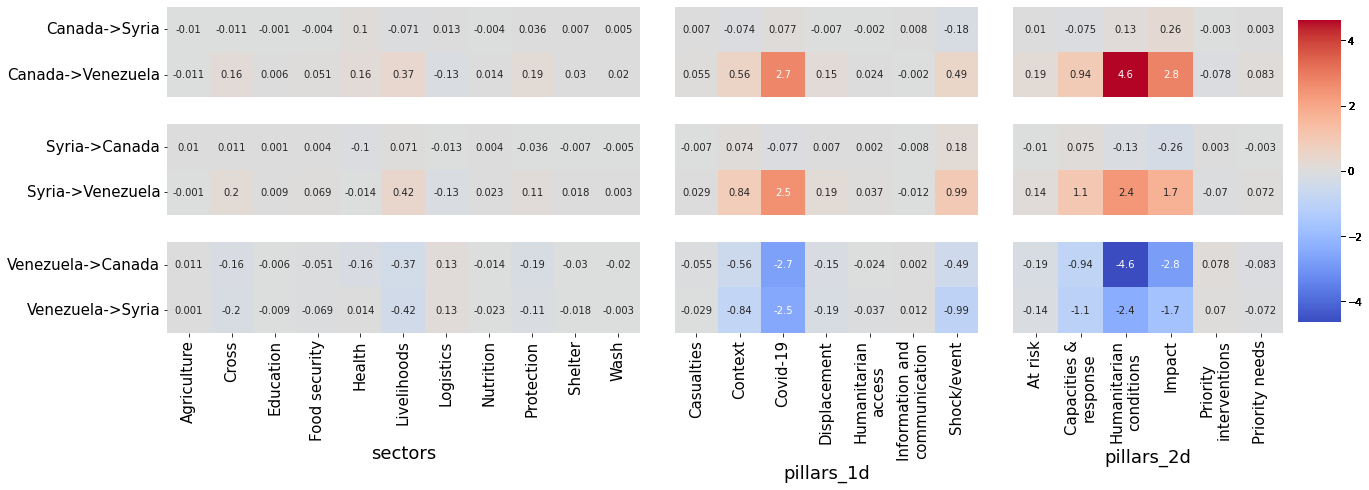 Canada->Syria -0.01 -0.011 -0.001 -0.004 0.1 -0.071 0.013 -0.004 0.036 0.007 0.005 0.007 -0.074 0.077 -0.007 -0.002 0.008 -0.18 0.01 -0.075 0.13 0.26 -0.003 0.003
4
Canada->Venezuela -0.011 0.16 0.006 0.051 0.16 0.37 -0.13 0.014 0.19 0.03 0.02 0.055 0.56 2.7 0.15 0.024 -0.002 0.49 0.19 0.94 4.6 2.8 -0.078 0.083
2
Syria->Canada 0.01 0.011 0.001 0.004 -0.1 0.071 -0.013 0.004 -0.036 -0.007 -0.005 -0.007 0.074 -0.077 0.007 0.002 -0.008 0.18 -0.01 0.075 -0.13 -0.26 0.003 -0.003
0
Syria->Venezuela -0.001 0.2 0.009 0.069 -0.014 0.42 -0.13 0.023 0.11 0.018 0.003 0.029 0.84 2.5 0.19 0.037 -0.012 0.99 0.14 1.1 2.4 1.7 -0.07 0.072
−2
Venezuela->Canada 0.011 -0.16 -0.006 -0.051 -0.16 -0.37 0.13 -0.014 -0.19 -0.03 -0.02 -0.055 -0.56 -2.7 -0.15 -0.024 0.002 -0.49 -0.19 -0.94 -4.6 -2.8 0.078 -0.083
−4
Venezuela->Syria 0.001 -0.2 -0.009 -0.069 0.014 -0.42 0.13 -0.023 -0.11 -0.018 -0.003 -0.029 -0.84 -2.5 -0.19 -0.037 0.012 -0.99 -0.14 -1.1 -2.4 -1.7 0.07 -0.072
Agriculture
Cross
Education
Food security
Health
Livelihoods
Logistics
Nutrition
Protection
Shelter
Wash
sectors
Casualties
Context
Covid-19
Displacement
Humanitarian
access
Information and
communication
Shock/event
pillars_1d
At risk
Capacities &
response
Humanitarian
conditions
Impact
Priority
interventions
Priority needs
pillars_2d